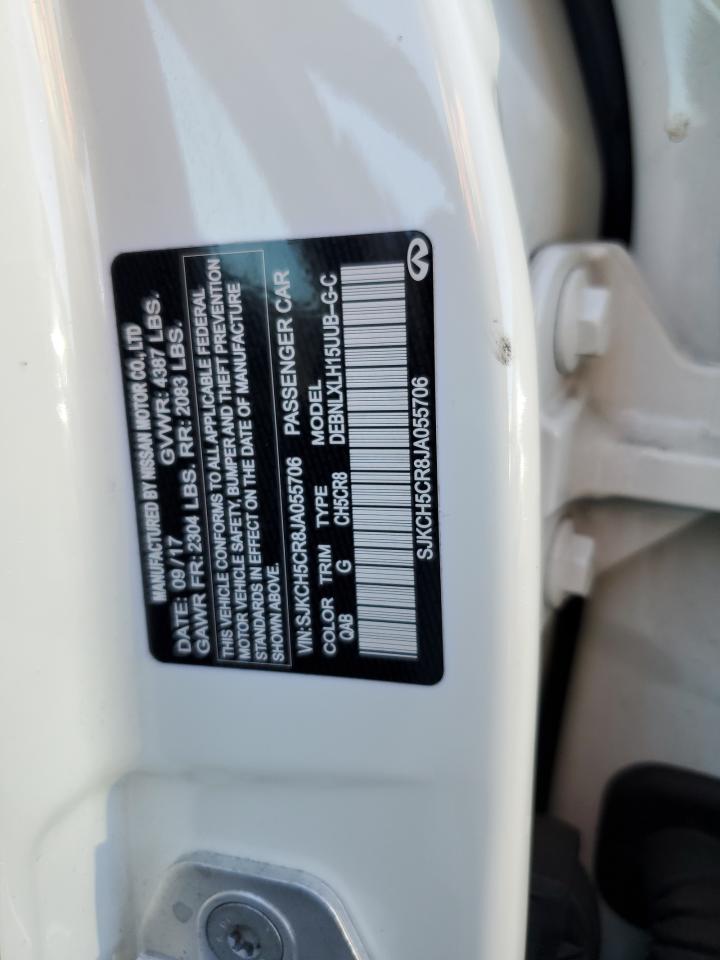 MANUFACTURED BY NISSAN MOTOR CO., LTD
DATE: 09/17 GVWR: 4387 LBS.
GAWR FR: 2304 LBS. RR: 2083 LBS.
THIS VEHICLE CONFORMS TO ALL APPLICABLE FEDERAL
MOTOR VEHICLE SAFETY, BUMPER AND THEFT PREVENTION
STANDARDS IN EFFECT ON THE DATE OF MANUFACTURE
SHOWN ABOVE.
VIN: SJKCH5CR8JA055706 PASSENGER CAR
COLOR TRIM TYPE MODEL
QAB G CH5CR8 DEBNLXLH15UUB-G-C
SJKCH5CR8JA055706